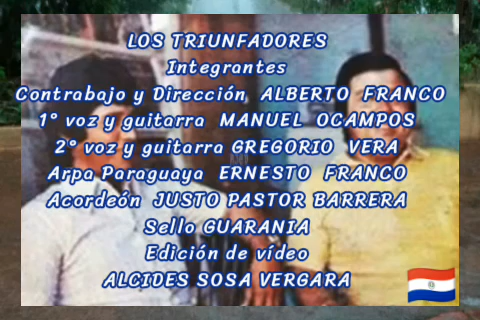 LOS TRIUNFADORES
Integrantes
Contrabajo y Dirección, ALBERTO FRANCO
1° voz y guitarra MANUEL OCAMPOS
2° voz y guitarra GREGORIO VERA
Arpa Paraguaya ERNESTO FRANCO
Acordeón JUSTO PASTOR BARRERA
Sello GUARANIA
Edición de vídeo
ALCIDES SOSA VERGARA